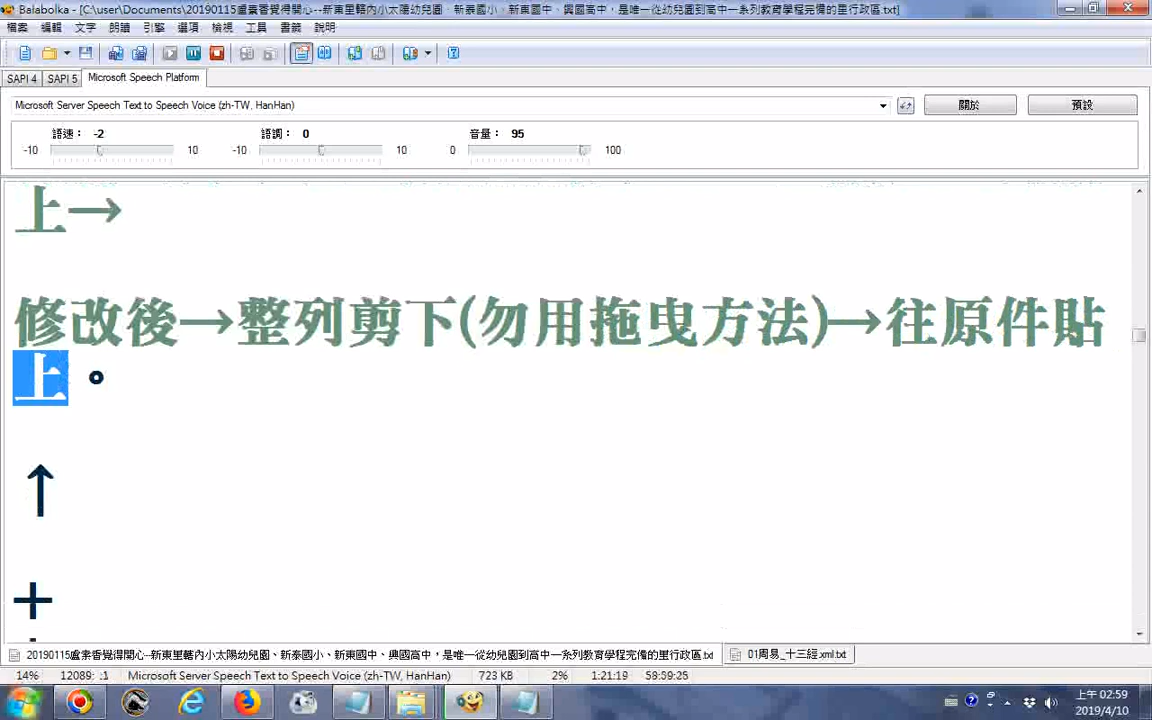 Balabolka - [C:\user\Documents\20190115盧素香覺得開心--新東里轄內小太陽幼兒園、新泰國小、新東國中、興國高中，是唯一從幼兒園到高中一系列教育學程完備的里行政區.txt]
檔案 編輯 文字 朗讀 引擎 選項 檢視 工具 書籤 說明
SAPI 4 SAPI 5 Microsoft Speech Platform
Microsoft Server Speech Text to Speech Voice (zh-TW, HanHan) 關於 預設
語速： -2 語調： 0 音量： 95
-10 10 -10 10 0 100
上→
修改後→整列剪下(勿用拖曳方法)→往原件貼
上。
↑
＋
20190115盧素香覺得開心--新東里轄內小太陽幼兒園、新泰國小、新東國中、興國高中，是唯一從幼兒園到高中一系列教育學程完備的里行政區.txt 01周易_十三經.xml.txt
14% 12089: :1 Microsoft Server Speech Text to Speech Voice (zh-TW, HanHan) 723 KB 2% 1:21:19 58:59:25
上午 02:59
2019/4/10